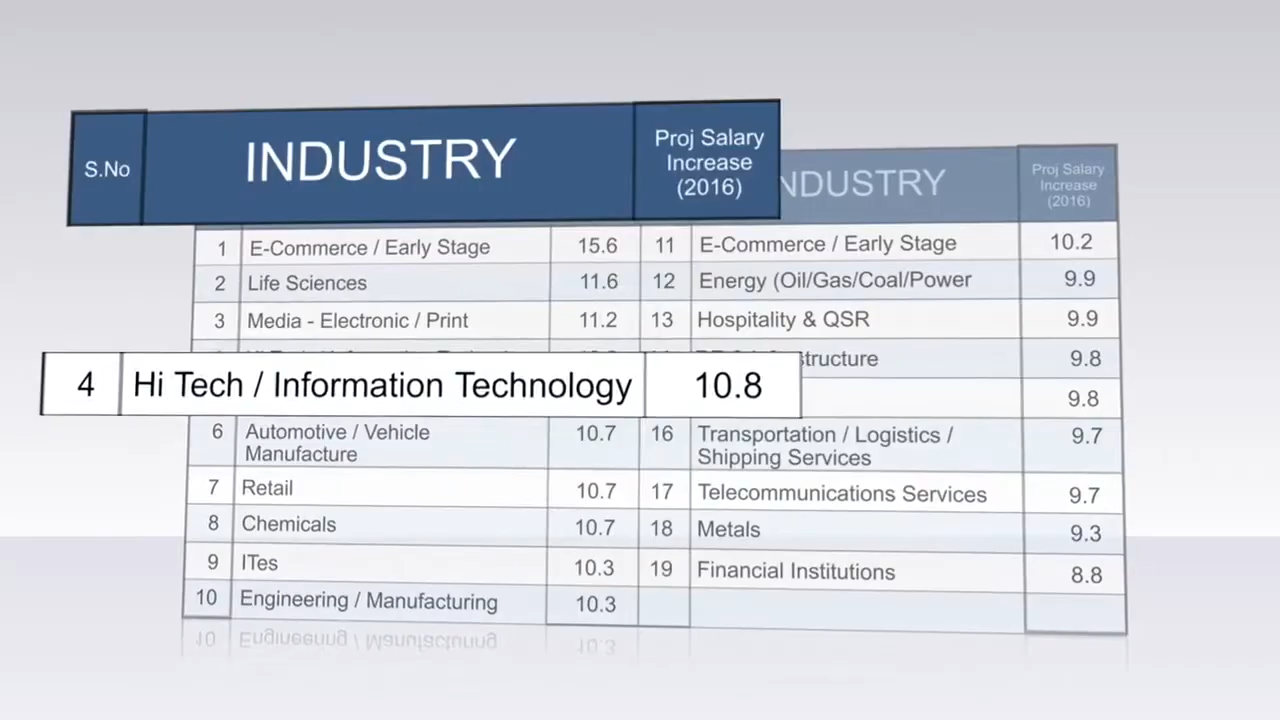 S.No INDUSTRY Proj Salary Increase (2016)
NDUSTRY Proj Salary Increase (2016)
1 E-Commerce / Early Stage 15.6 11 E-Commerce / Early Stage 10.2
2 Life Sciences 11.6 12 Energy (Oil/Gas/Coal/Power 9.9
3 Media - Electronic / Print 11.2 13 Hospitality & QSR 9.9
9.8
4 Hi Tech / Information Technology 10.8
9.8
6 Automotive / Vehicle Manufacture 10.7 16 Transportation / Logistics / Shipping Services 9.7
7 Retail 10.7 17 Telecommunications Services 9.7
8 Chemicals 10.7 18 Metals 9.3
9 ITes 10.3 19 Financial Institutions 8.8
10 Engineering / Manufacturing 10.3